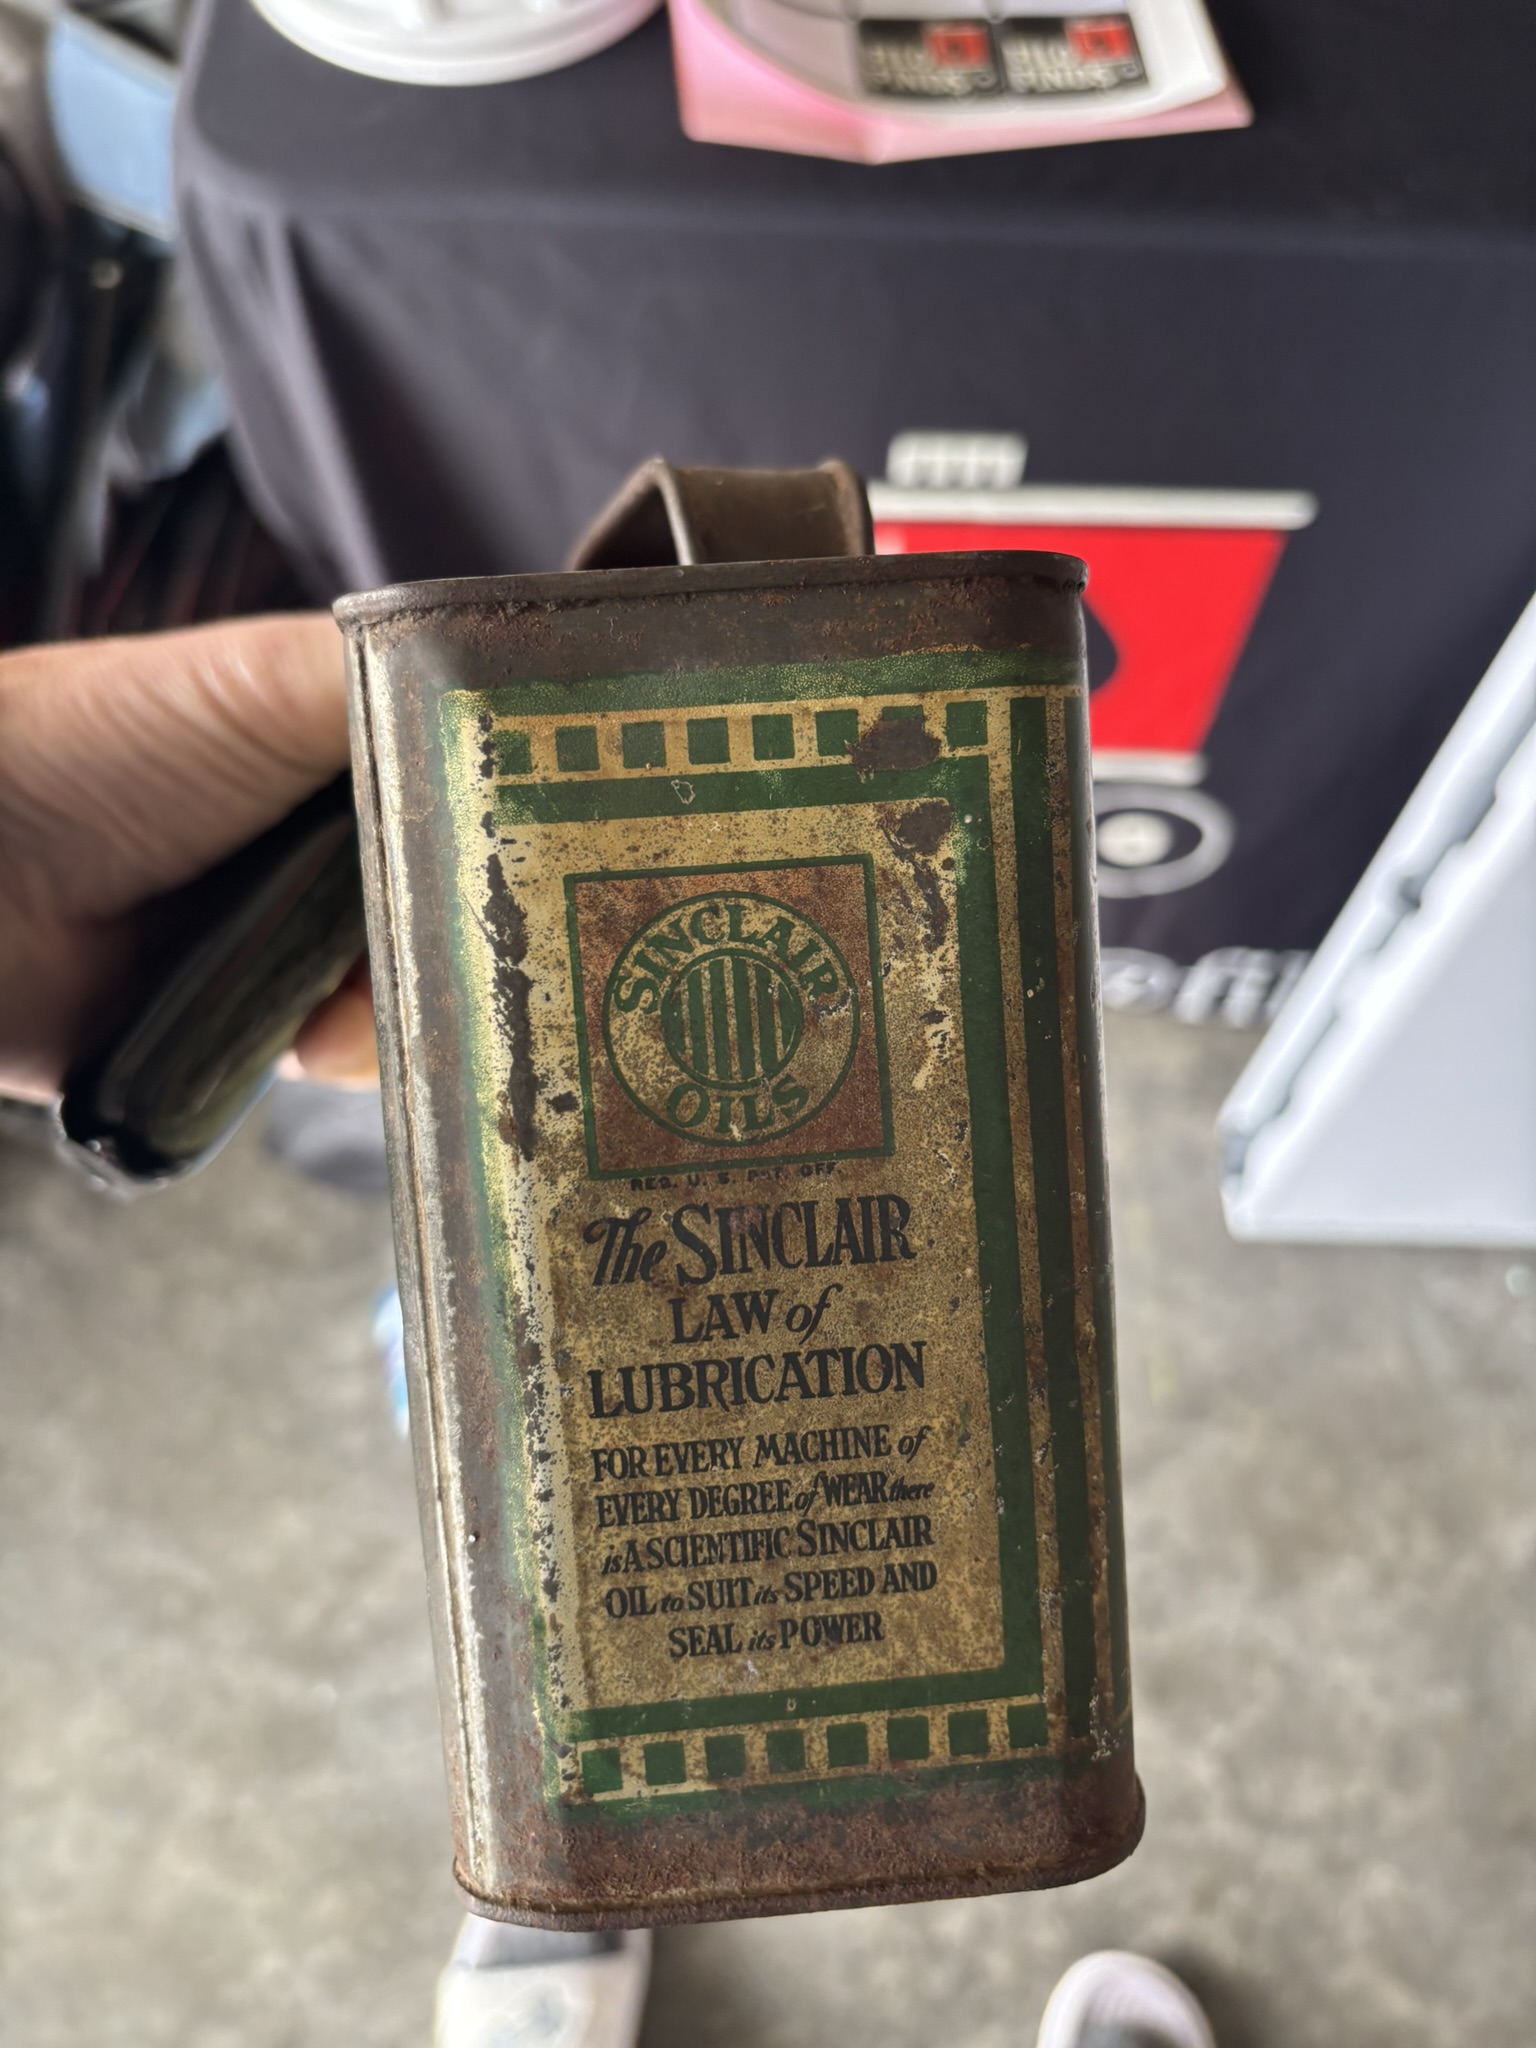 SINCLAIR
OILS
REG. U. S. PAT. OFF.
The SINCLAIR
LAW of
LUBRICATION
FOR EVERY MACHINE of
EVERY DEGREE of WEAR there
is A SCIENTIFIC SINCLAIR
OIL to SUIT its SPEED AND
SEAL its POWER